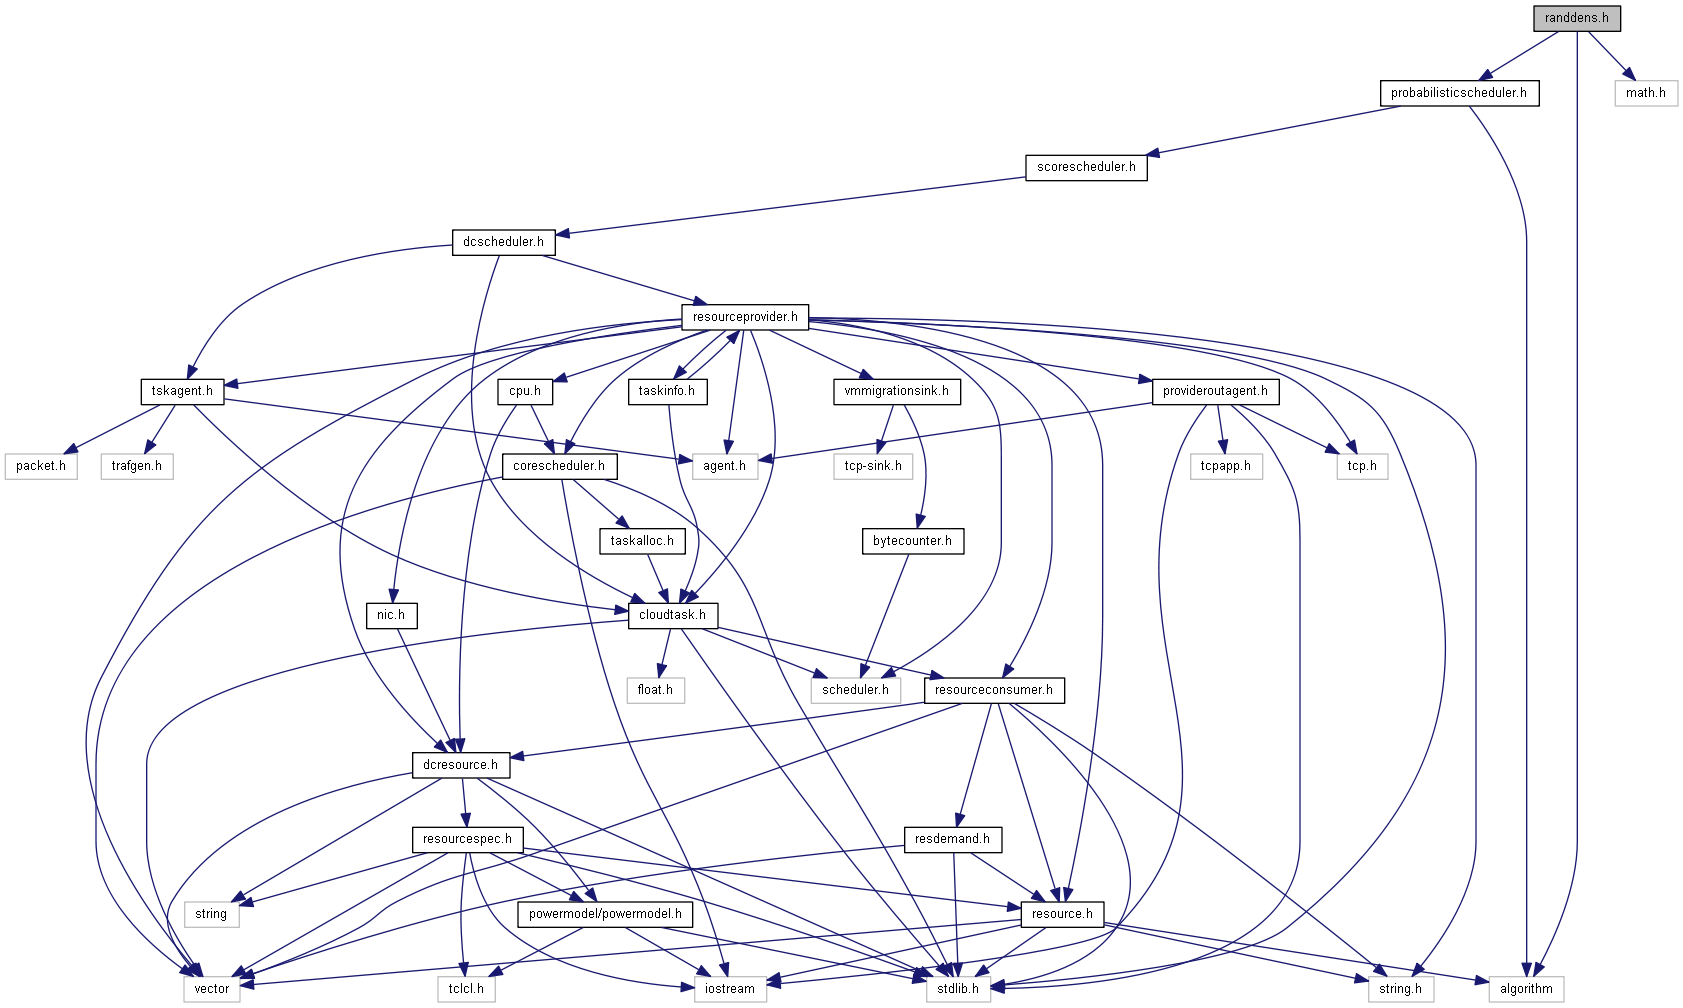 randdens.h
probabilisticscheduler.h
math.h
scorescheduler.h
dcscheduler.h
resourceprovider.h
tskagent.h
cpu.h
taskinfo.h
vmmigrationsink.h
provideroutagent.h
packet.h
trafgen.h
corescheduler.h
agent.h
tcp-sink.h
tcpapp.h
tcp.h
taskalloc.h
bytecounter.h
nic.h
cloudtask.h
float.h
scheduler.h
resourceconsumer.h
dcresource.h
resourcespec.h
resdemand.h
string
powermodel/powermodel.h
resource.h
vector
tclcl.h
iostream
stdlib.h
string.h
algorithm